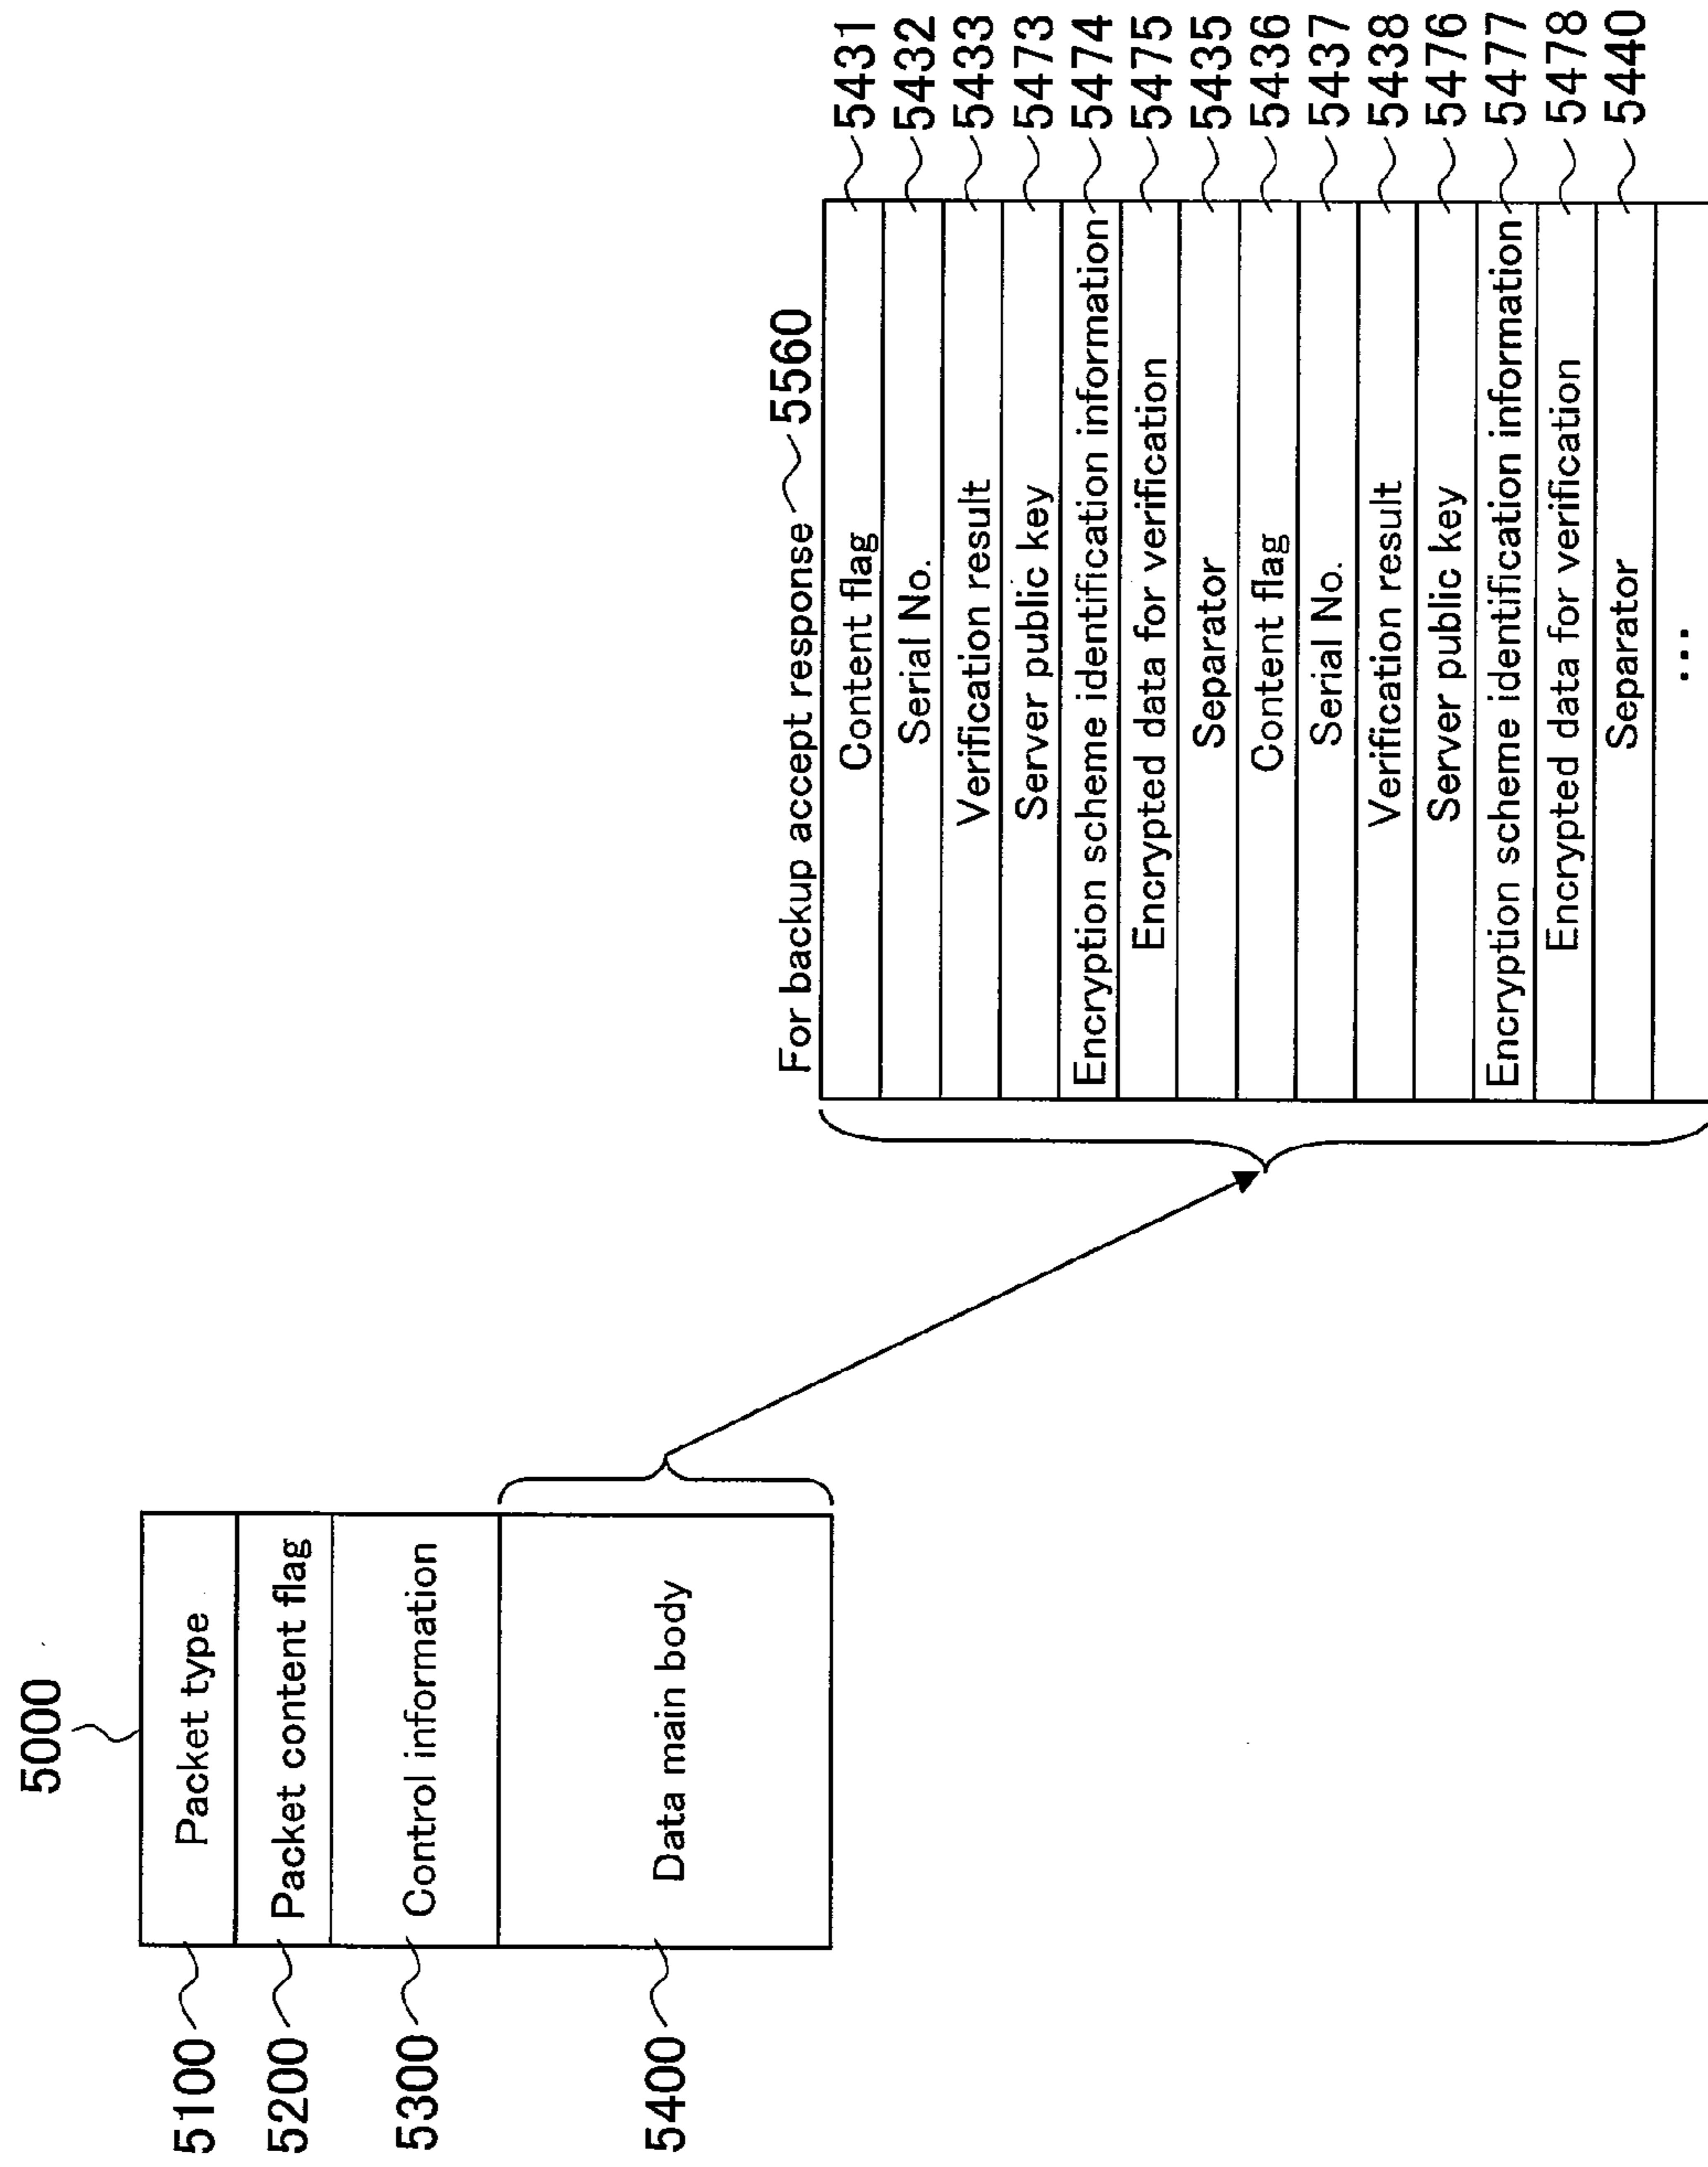 5000
5100 Packet type
5200 Packet content flag
5300 Control information
5400 Data main body
For backup accept response 5560
Content flag 5431
Serial No. 5432
Verification result 5433
Server public key 5473
Encryption scheme identification information 5474
Encrypted data for verification 5475
Separator 5435
Content flag 5436
Serial No. 5437
Verification result 5438
Server public key 5476
Encryption scheme identification information 5477
Encrypted data for verification 5478
Separator 5440
...